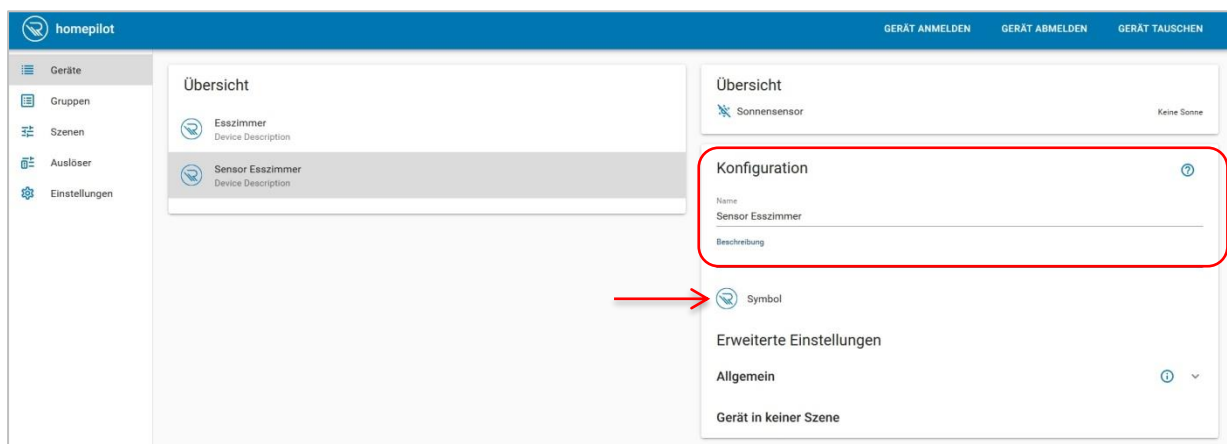 homepilot
GERÄT ANMELDEN GERÄT ABMELDEN GERÄT TAUSCHEN
Geräte
Gruppen
Szenen
Auslöser
Einstellungen
Übersicht
Esszimmer
Device Description
Sensor Esszimmer
Device Description
Übersicht
Sonnensensor Keine Sonne
Konfiguration
Name
Sensor Esszimmer
Beschreibung
Symbol
Erweiterte Einstellungen
Allgemein
Gerät in keiner Szene